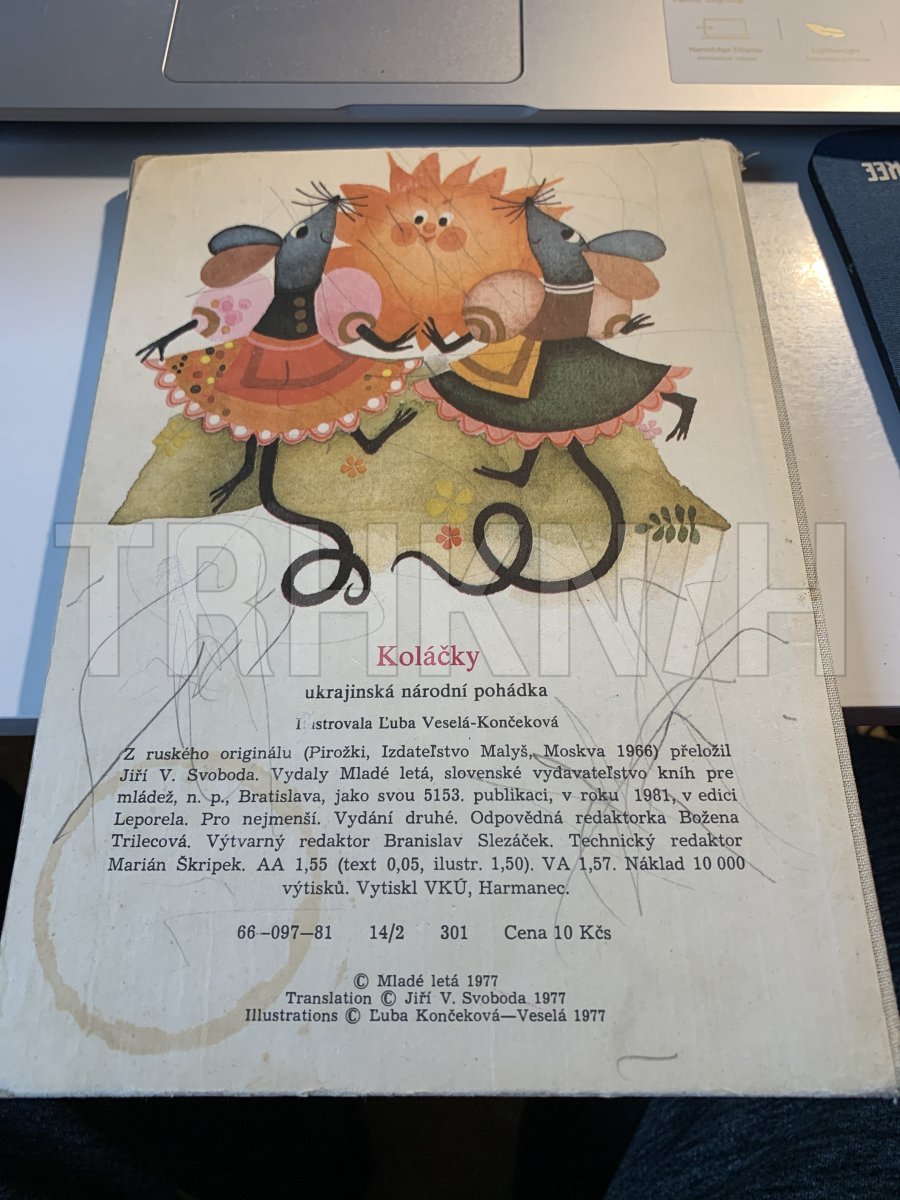 NanoEdge Display
Lightweight
TRHKNIH
Koláčky
ukrajinská národní pohádka
Ilustrovala Ľuba Veselá-Končeková
Z ruského originálu (Pirožki, Izdateľstvo Malyš, Moskva 1966) přeložil
Jiří V. Svoboda. Vydaly Mladé letá, slovenské vydavateľstvo kníh pre
mládež, n. p., Bratislava, jako svou 5153. publikaci, v roku 1981, v edici
Leporela. Pro nejmenší. Vydání druhé. Odpovědná redaktorka Božena
Trilecová. Výtvarný redaktor Branislav Slezáček. Technický redaktor
Marián Škripek. AA 1,55 (text 0,05, ilustr. 1,50). VA 1,57. Náklad 10 000
výtisků. Vytiskl VKÚ, Harmanec.
66-097-81 14/2 301 Cena 10 Kčs
© Mladé letá 1977
Translation © Jiří V. Svoboda 1977
Illustrations © Ľuba Končeková—Veselá 1977